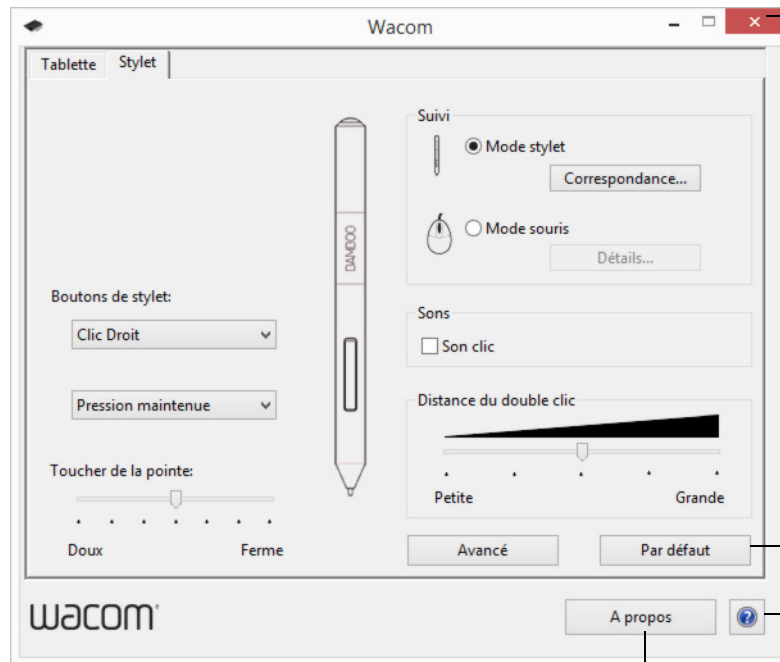 Wacom
Tablette
Stylet
Suivi
Mode stylet
Correspondance...
Mode souris
Détails...
BAMBOO
Boutons de stylet:
Clic Droit
Pression maintenue
Toucher de la pointe:
Doux
Ferme
Sons
Son clic
Distance du double clic
Petite
Grande
Avancé
Par défaut
wacom
A propos
?